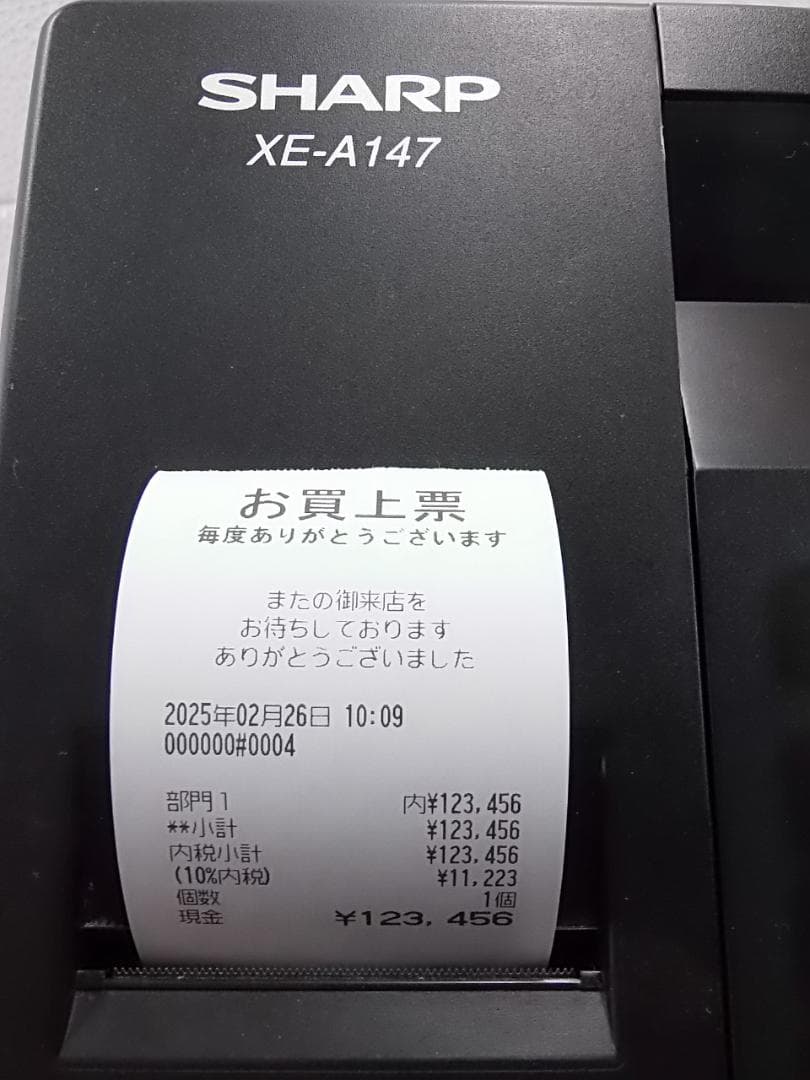 SHARP
XE-A147
お買上票
毎度ありがとうございます
またの御来店を
お待ちしております
ありがとうございました
2025年02月26日 10:09
000000#0004
部門1 内¥123,456
**小計 ¥123,456
内税小計 ¥123,456
(10%内税) ¥11,223
個数 1個
現金 ¥123,456